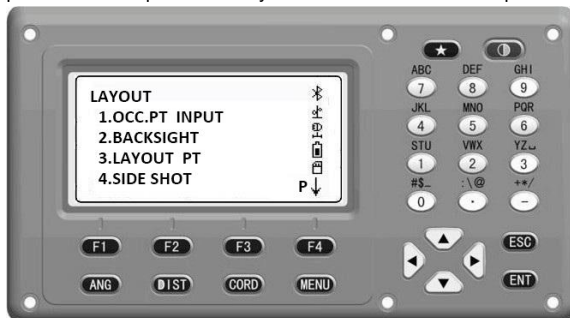 LAYOUT
1.OCC.PT INPUT
2.BACKSIGHT
3.LAYOUT PT
4.SIDE SHOT
P↓
F1 F2 F3 F4
ANG DIST CORD MENU
ABC DEF GHI
7 8 9
JKL MNO PQR
4 5 6
STU VWX YZ␣
1 2 3
#$_ :\@ +*/
0 . -
ESC
ENT